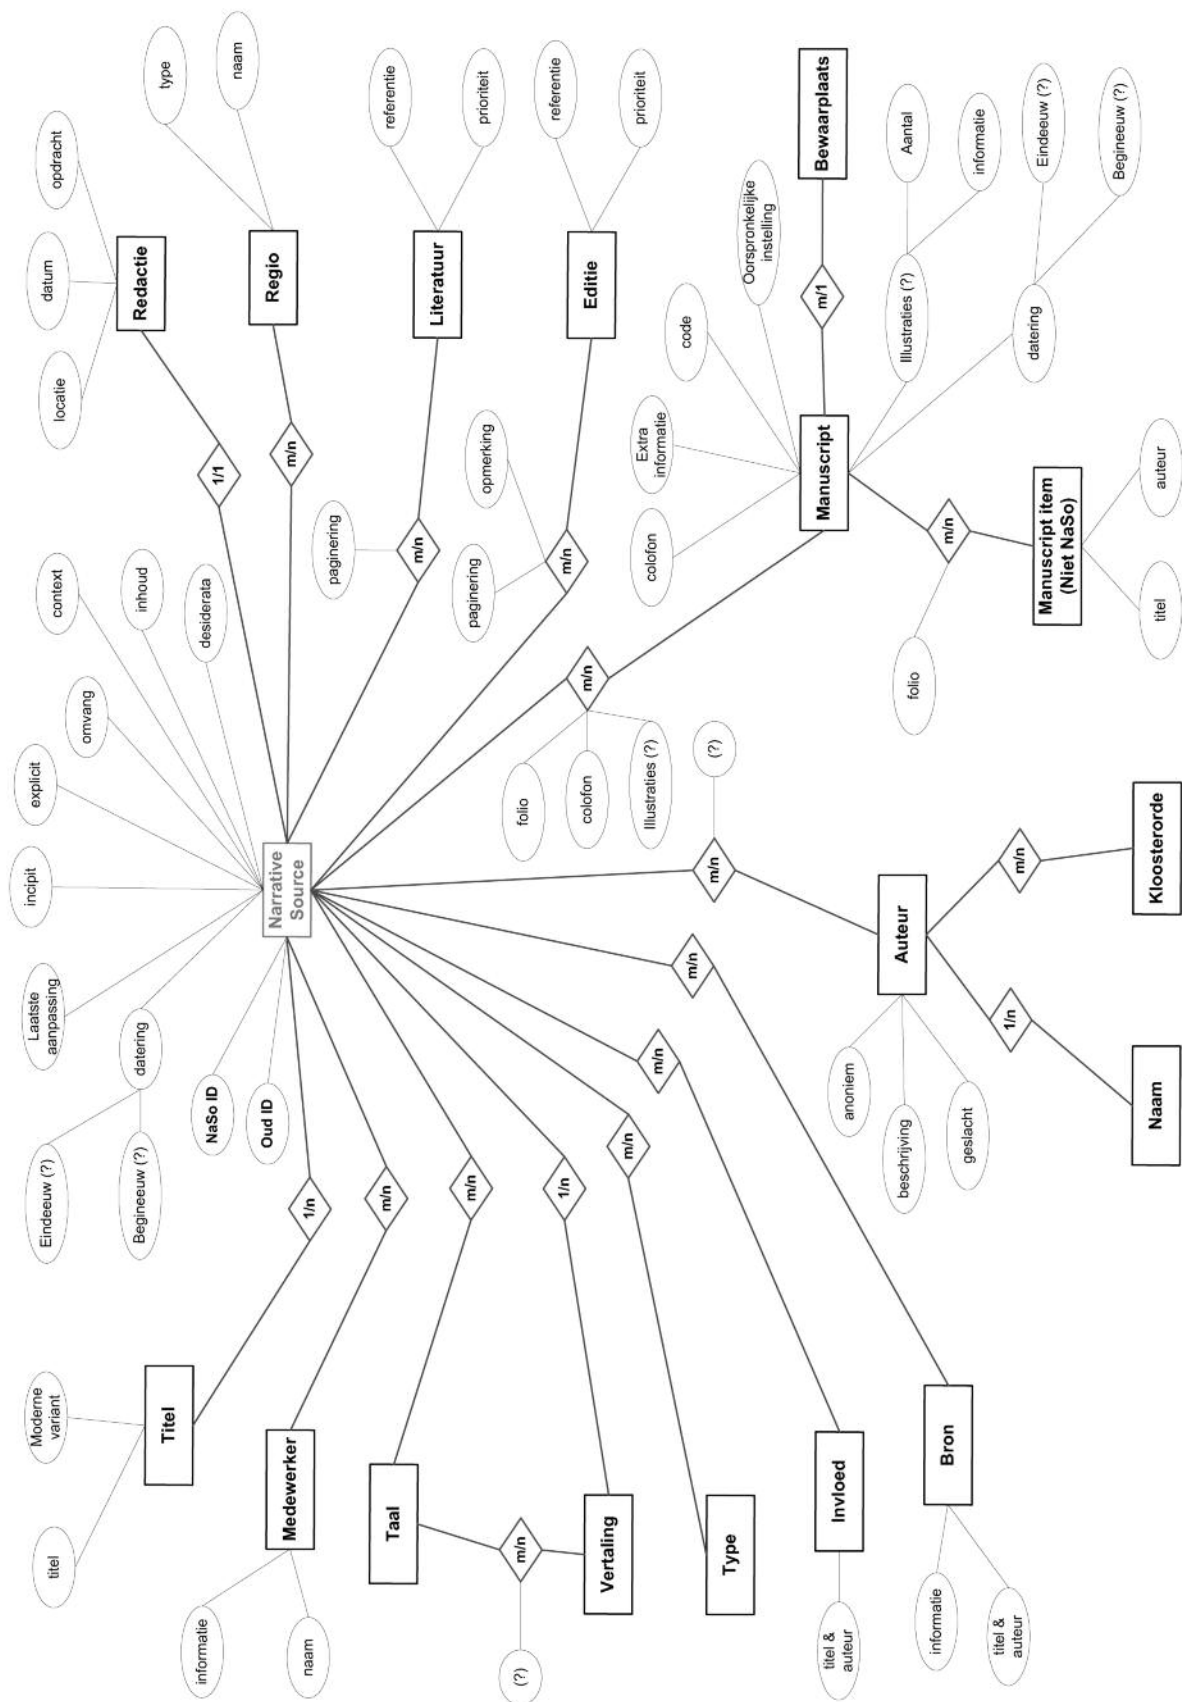 titel
Moderne
variant
Titel
Eindeeuw (?)
Begineeuw (?)
datering
Laatste
aanpassing
incipit
explicit
omvang
context
inhoud
desiderata
locatie
datum
opdracht
Redactie
1/1
type
naam
Regio
m/n
NaSo ID
Oud ID
Narrative
Source
1/n
informatie
naam
Medewerker
m/n
Taal
m/n
(?)
m/n
Vertaling
1/n
Type
m/n
titel &
auteur
Invloed
m/n
informatie
titel &
auteur
Bron
m/n
paginering
m/n
Literatuur
referentie
prioriteit
paginering
opmerking
m/n
Editie
referentie
prioriteit
folio
colofon
Illustraties (?)
m/n
(?)
m/n
Auteur
anoniem
beschrijving
geslacht
1/n
Naam
m/n
Kloosterorde
colofon
Extra
informatie
code
Oorspronkelijke
instelling
Manuscript
m/1
Bewaarplaats
Illustraties (?)
Aantal
informatie
datering
Eindeeuw (?)
Begineeuw (?)
folio
m/n
Manuscript item
(Niet NaSo)
titel
auteur